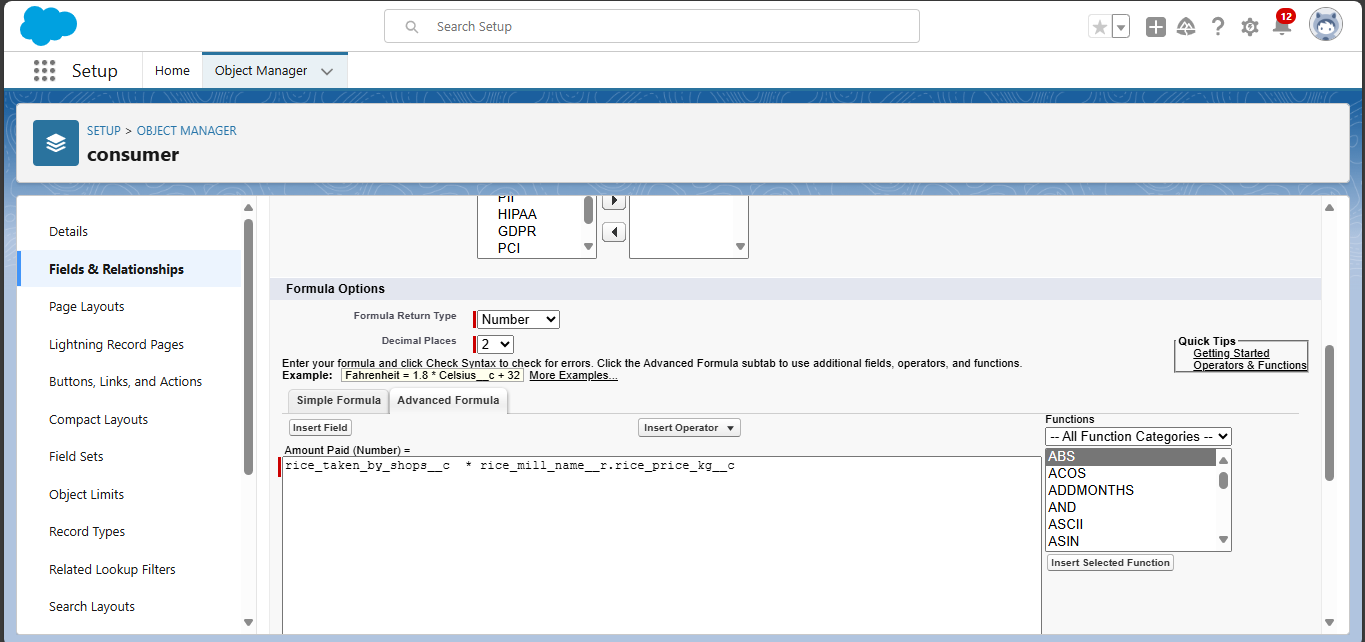 Search Setup
12
Setup
Home
Object Manager
SETUP > OBJECT MANAGER
consumer
Details
Fields & Relationships
Page Layouts
Lightning Record Pages
Buttons, Links, and Actions
Compact Layouts
Field Sets
Object Limits
Record Types
Related Lookup Filters
Search Layouts
PII
HIPAA
GDPR
PCI
Formula Options
Formula Return Type
Number
Decimal Places
2
Enter your formula and click Check Syntax to check for errors. Click the Advanced Formula subtab to use additional fields, operators, and functions.
Example: Fahrenheit = 1.8 * Celsius__c + 32 More Examples...
Quick Tips
Getting Started
Operators & Functions
Simple Formula
Advanced Formula
Insert Field
Insert Operator
Amount Paid (Number) =
rice_taken_by_shops__c  * rice_mill_name__r.rice_price_kg__c
Functions
-- All Function Categories --
ABS
ACOS
ADDMONTHS
AND
ASCII
ASIN
Insert Selected Function